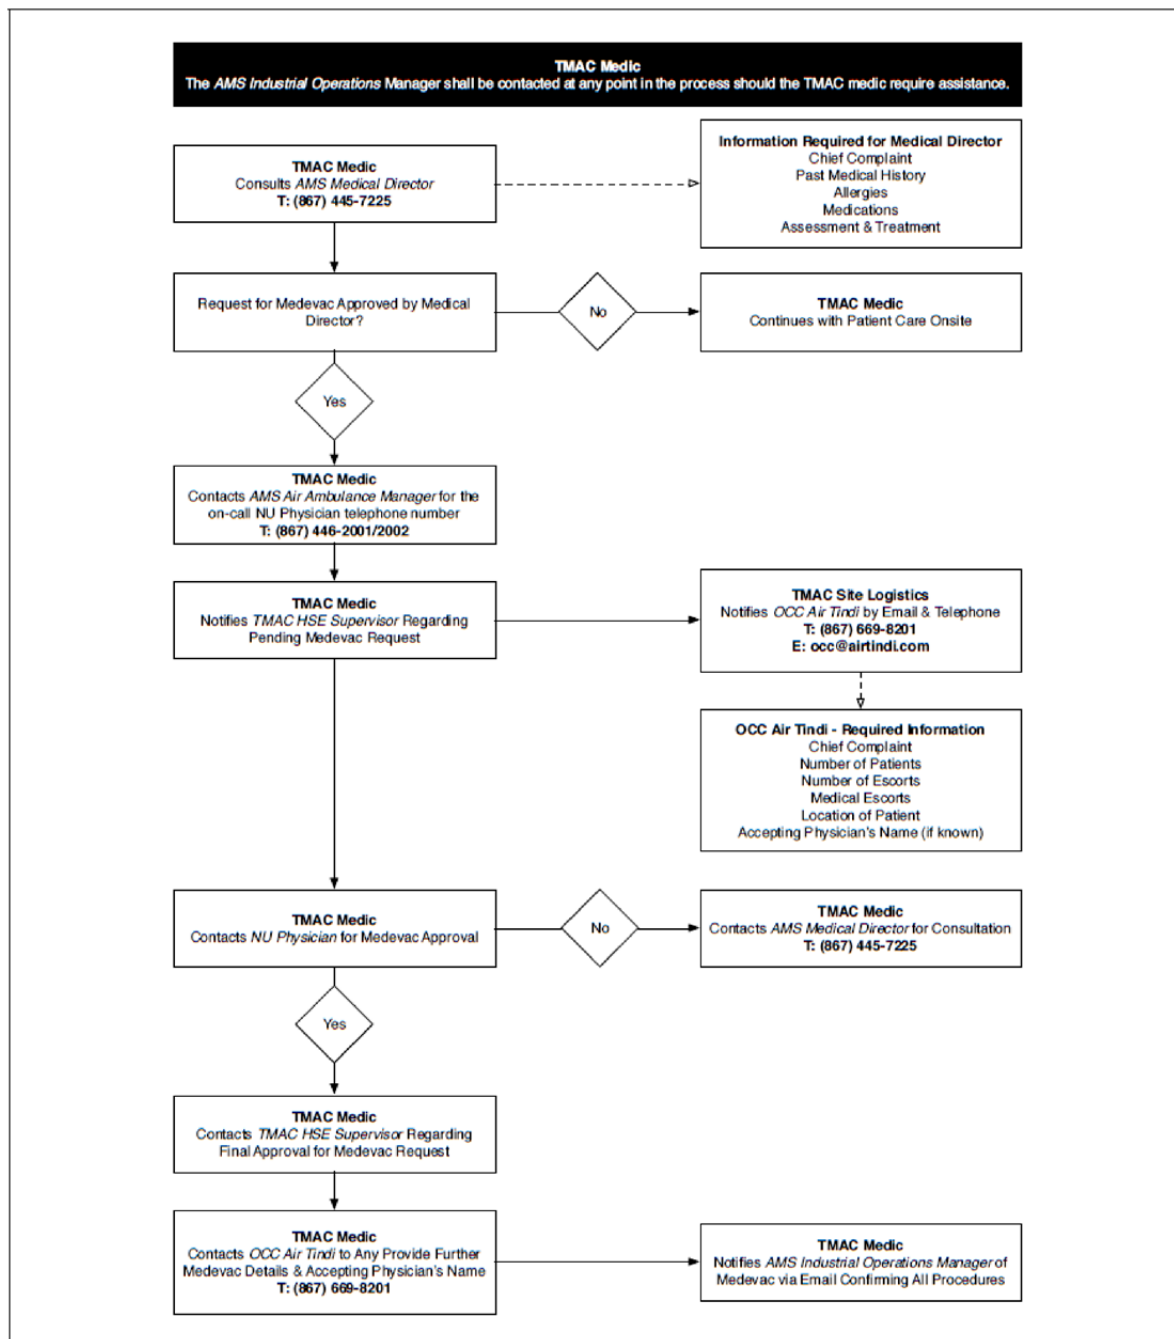 TMAC Medic
The AMS Industrial Operations Manager shall be contacted at any point in the process should the TMAC medic require assistance.
TMAC Medic
Consults AMS Medical Director
T: (867) 445-7225
Information Required for Medical Director
Chief Complaint
Past Medical History
Allergies
Medications
Assessment & Treatment
Request for Medevac Approved by Medical
Director?
No
TMAC Medic
Continues with Patient Care Onsite
Yes
TMAC Medic
Contacts AMS Air Ambulance Manager for the
on-call NU Physician telephone number
T: (867) 446-2001/2002
TMAC Medic
Notifies TMAC HSE Supervisor Regarding
Pending Medevac Request
TMAC Site Logistics
Notifies OCC Air Tindi by Email & Telephone
T: (867) 669-8201
E: occ@airtindi.com
OCC Air Tindi - Required Information
Chief Complaint
Number of Patients
Number of Escorts
Medical Escorts
Location of Patient
Accepting Physician's Name (if known)
TMAC Medic
Contacts NU Physician for Medevac Approval
No
TMAC Medic
Contacts AMS Medical Director for Consultation
T: (867) 445-7225
Yes
TMAC Medic
Contacts TMAC HSE Supervisor Regarding
Final Approval for Medevac Request
TMAC Medic
Contacts OCC Air Tindi to Any Provide Further
Medevac Details & Accepting Physician's Name
T: (867) 669-8201
TMAC Medic
Notifies AMS Industrial Operations Manager of
Medevac via Email Confirming All Procedures